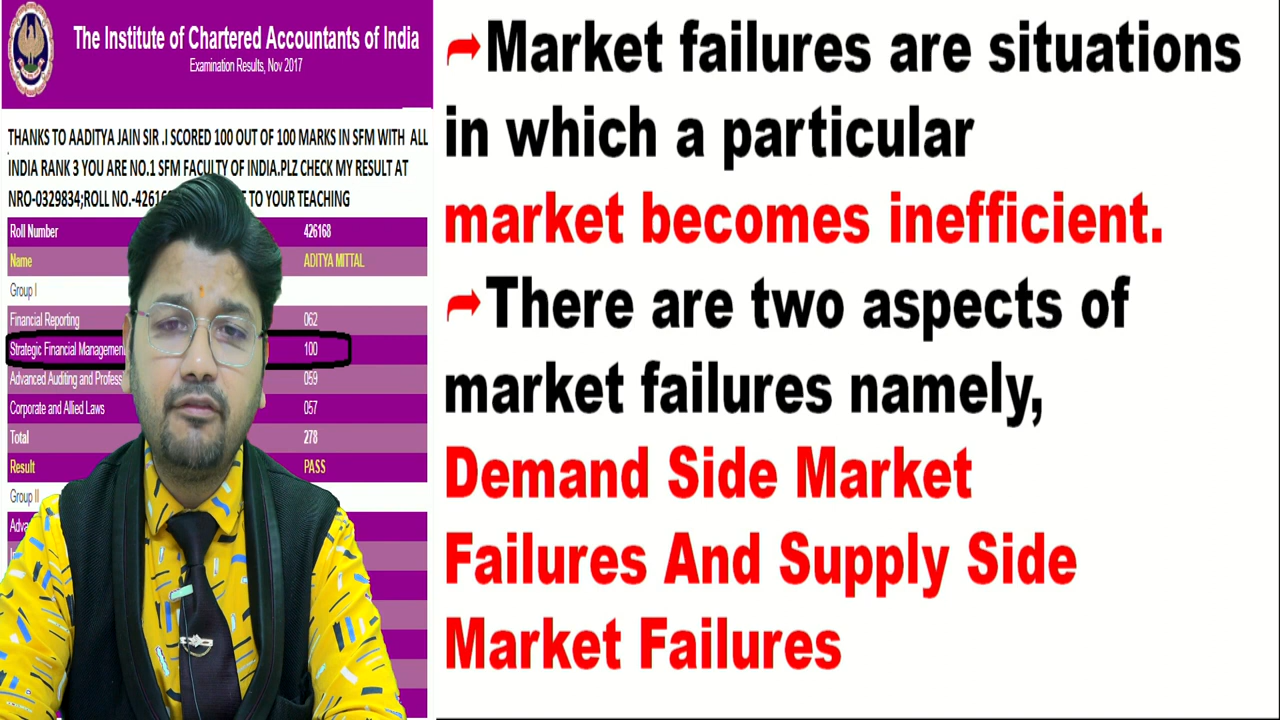 The Institute of Chartered Accountants of India
Examination Results, Nov 2017
THANKS TO AADITYA JAIN SIR .I SCORED 100 OUT OF 100 MARKS IN SFM WITH ALL
INDIA RANK 3 YOU ARE NO.1 SFM FACULTY OF INDIA.PLZ CHECK MY RESULT AT
NRO-0329834;ROLL NO.-4261 TO YOUR TEACHING
Roll Number 426168
Name ADITYA MITTAL
Group I
Financial Reporting 062
Strategic Financial Management 100
Advanced Auditing and 059
Corporate and Allied Laws 057
Total 278
Result PASS
Group II
Market failures are situations
in which a particular
market becomes inefficient.
There are two aspects of
market failures namely,
Demand Side Market
Failures And Supply Side
Market Failures